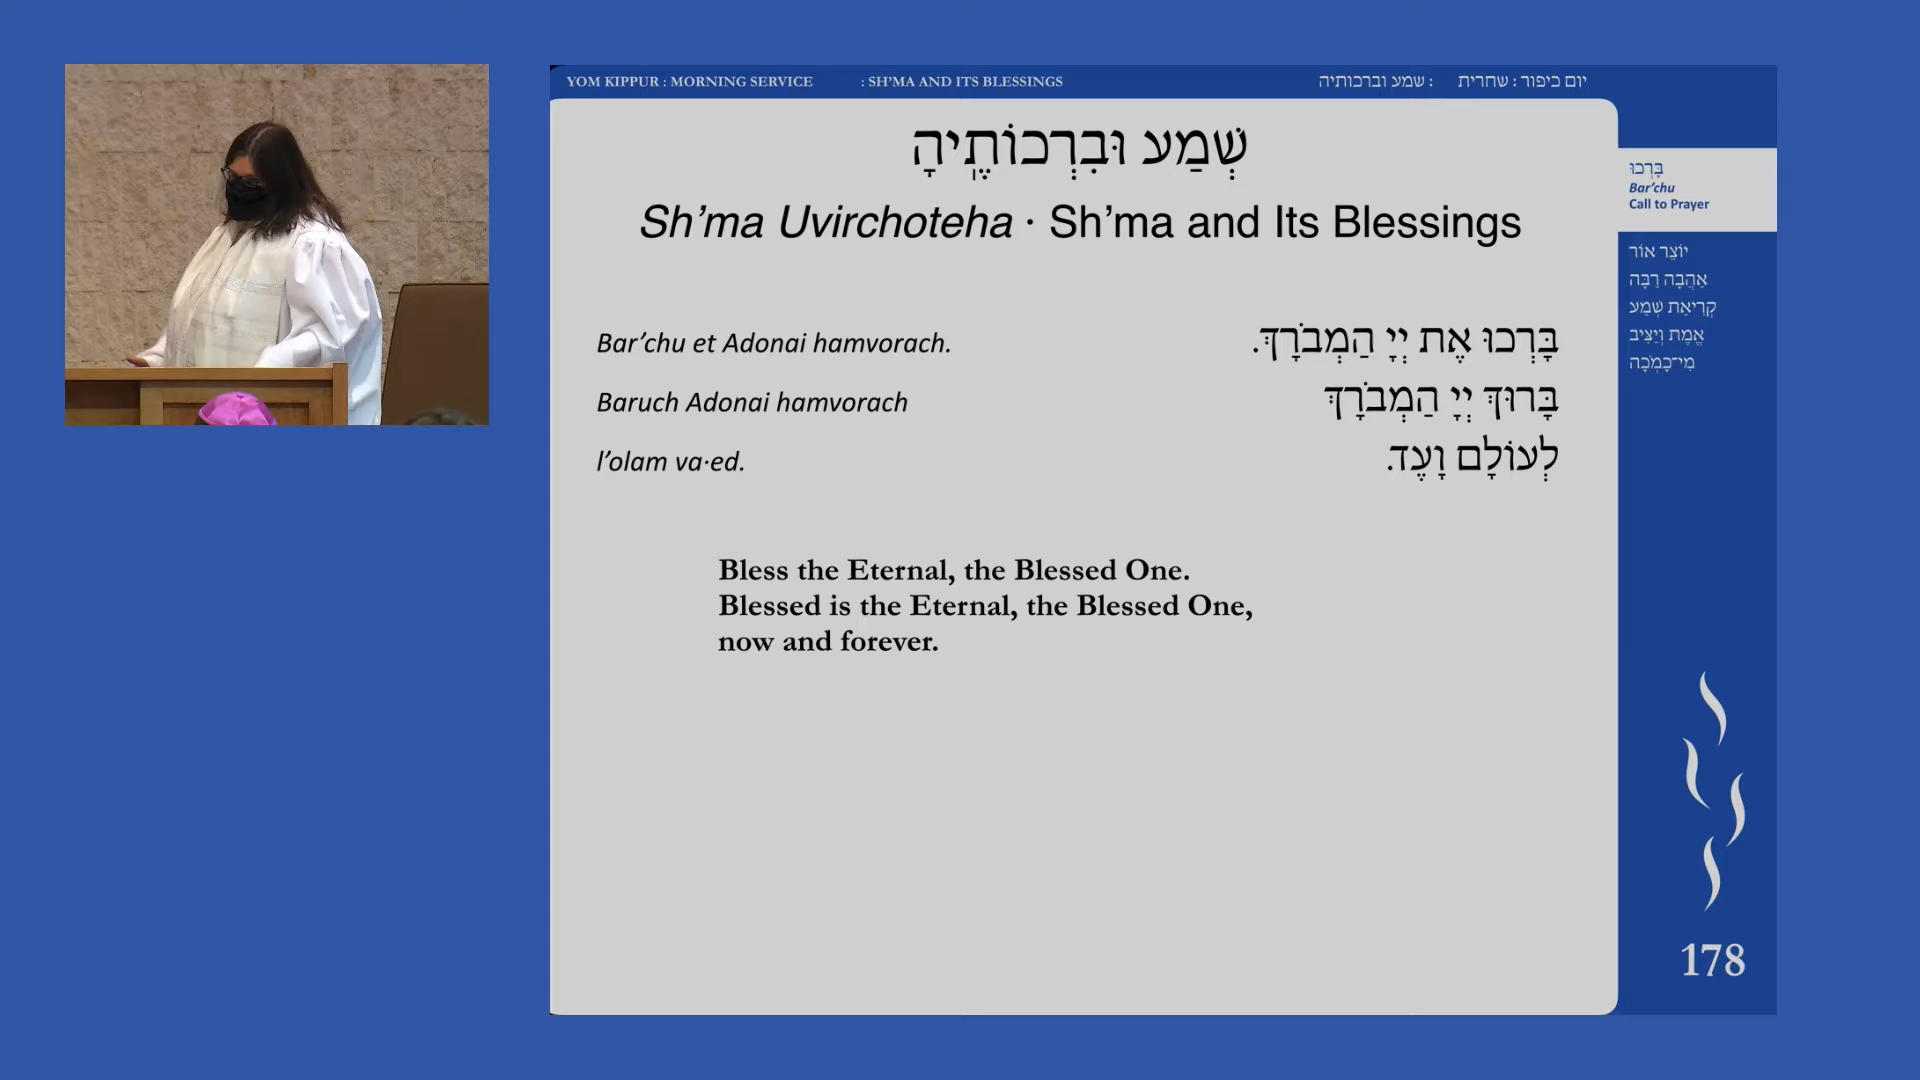 YOM KIPPUR : MORNING SERVICE : SH'MA AND ITS BLESSINGS
יום כיפור : שחרית : שמע וברכותיה
שְׁמַע וּבִרְכוֹתֶֽיהָ
Sh’ma Uvirchoteha · Sh’ma and Its Blessings
Bar’chu et Adonai hamvorach.
בָּרְכוּ אֶת יְיָ הַמְבֹרָךְ.
Baruch Adonai hamvorach
בָּרוּךְ יְיָ הַמְבֹרָךְ
l’olam va·ed.
לְעוֹלָם וָעֶד.
Bless the Eternal, the Blessed One.
Blessed is the Eternal, the Blessed One,
now and forever.
בָּרְכוּ
Bar’chu
Call to Prayer
יוֹצֵר אוֹר
אַהֲבָה רַבָּה
קְרִיאַת שְׁמַע
אֱמֶת וְיַצִּיב
מִי־כָמֹֽכָה
178